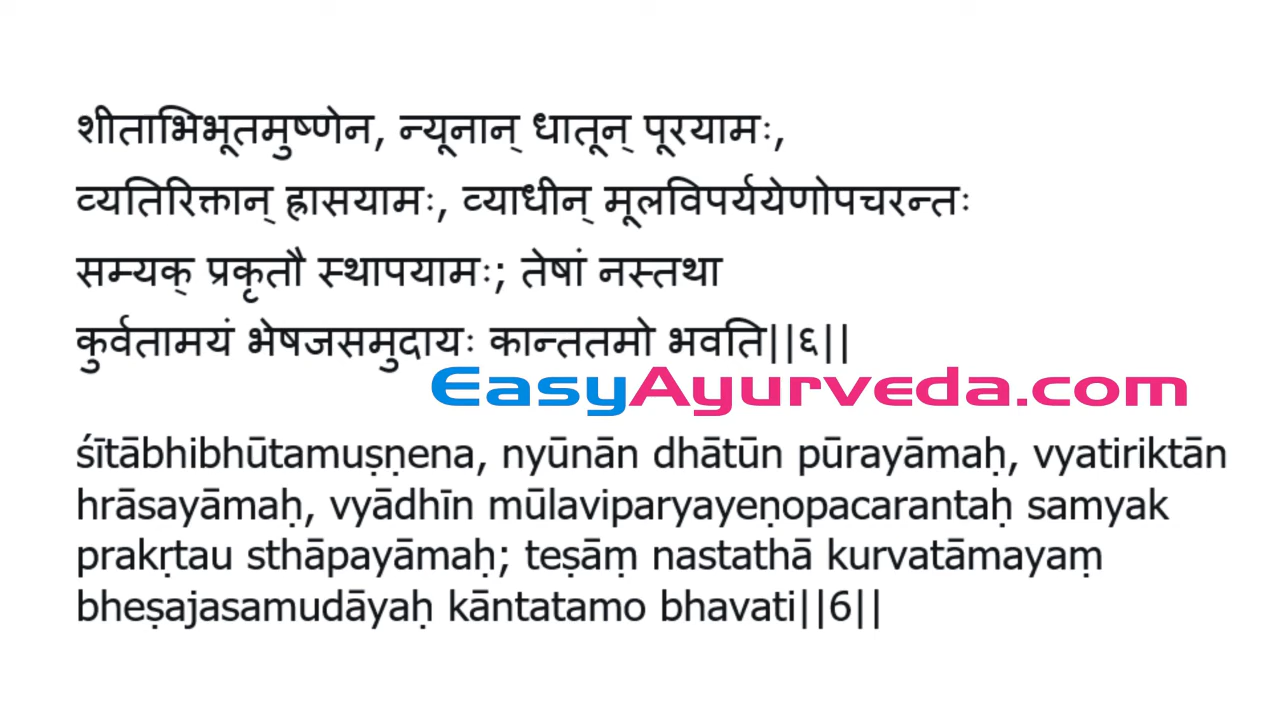 शीताभिभूतमुष्णेन, न्यूनान् धातून् पूरयामः,
व्यतिरिक्तान् ह्रासयामः, व्याधीन् मूलविपर्ययेणोपचरन्तः
सम्यक् प्रकृतौ स्थापयामः; तेषां नस्तथा
कुर्वतामयं भेषजसमुदायः कान्ततमो भवति||६||
EasyAyurveda.com
śītābhibhūtamuṣṇena, nyūnān dhātūn pūrayāmaḥ, vyatiriktān
hrāsayāmaḥ, vyādhīn mūlaviparyayeṇopacarantaḥ samyak
prakṛtau sthāpayāmaḥ; teṣāṃ nastathā kurvatāmayaṃ
bheṣajasamudāyaḥ kāntatamo bhavati||6||